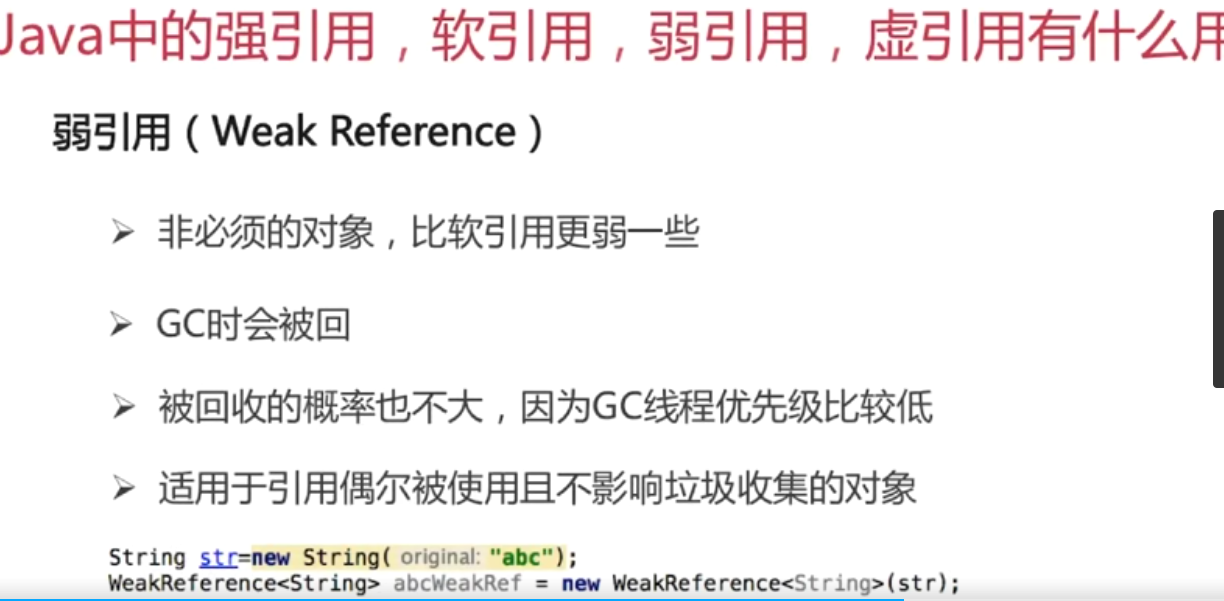 Java中的强引用，软引用，弱引用，虚引用有什么用
弱引用（Weak Reference）
➢ 非必须的对象，比软引用更弱一些
➢ GC时会被回
➢ 被回收的概率也不大，因为GC线程优先级比较低
➢ 适用于引用偶尔被使用且不影响垃圾收集的对象
String str=new String( original: "abc");
WeakReference<String> abcWeakRef = new WeakReference<String>(str);